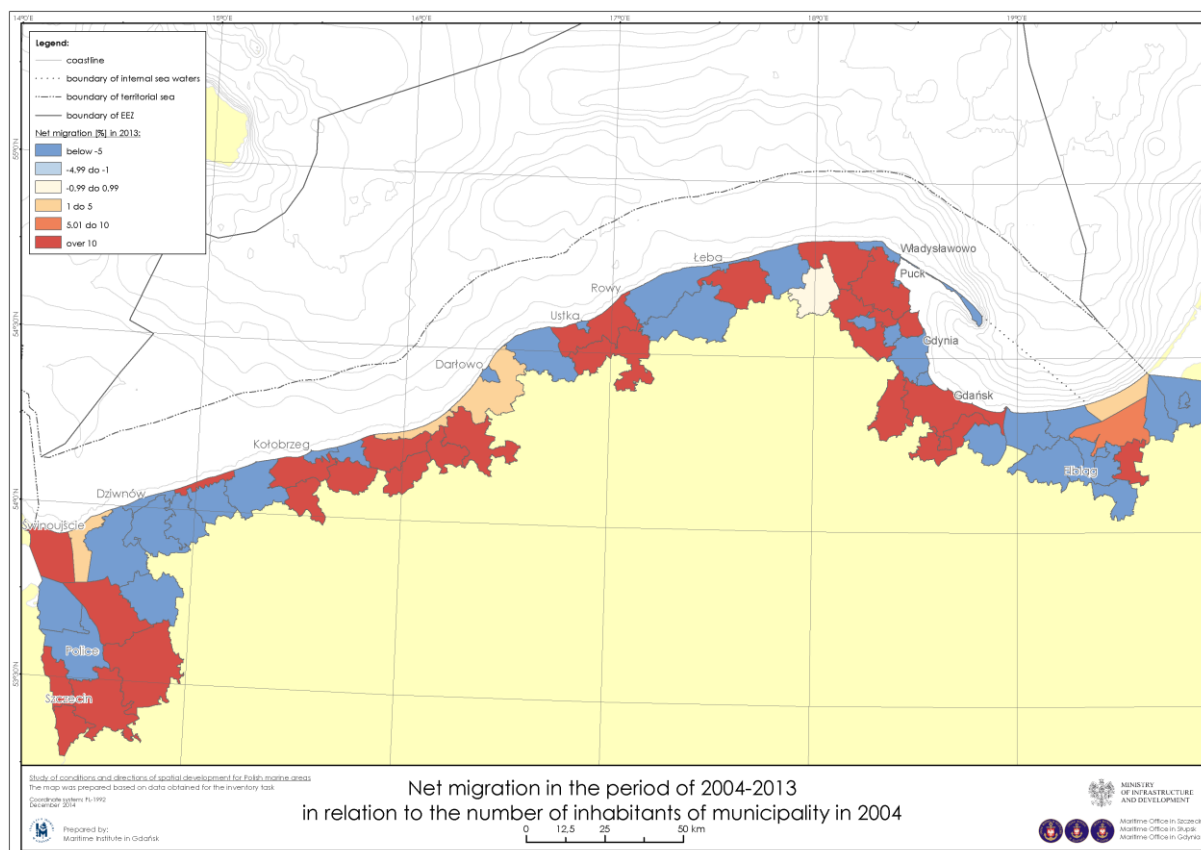 14°0'E
15°0'E
16°0'E
17°0'E
18°0'E
19°0'E
Legend:
coastline
boundary of internal sea waters
boundary of territorial sea
boundary of EEZ
Net migration [%] in 2013:
below -5
-4,99 do -1
-0,99 do 0,99
1 do 5
5,01 do 10
over 10
Władysławowo
Łeba
Puck
Rowy
Ustka
Gdynia
Darłowo
Gdańsk
Kołobrzeg
Elbląg
Dziwnów
Świnoujście
Police
Szczecin
Study of conditions and directions of spatial development for Polish marine areas
The map was prepared based on data obtained for the inventory task
Coordinate system: PL-1992
December 2014
Prepared by:
Maritime Institute in Gdańsk
Net migration in the period of 2004-2013
in relation to the number of inhabitants of municipality in 2004
0 12,5 25 50 km
MINISTRY
OF INFRASTRUCTURE
AND DEVELOPMENT
Maritime Office in Szczecin
Maritime Office in Słupsk
Maritime Office in Gdynia